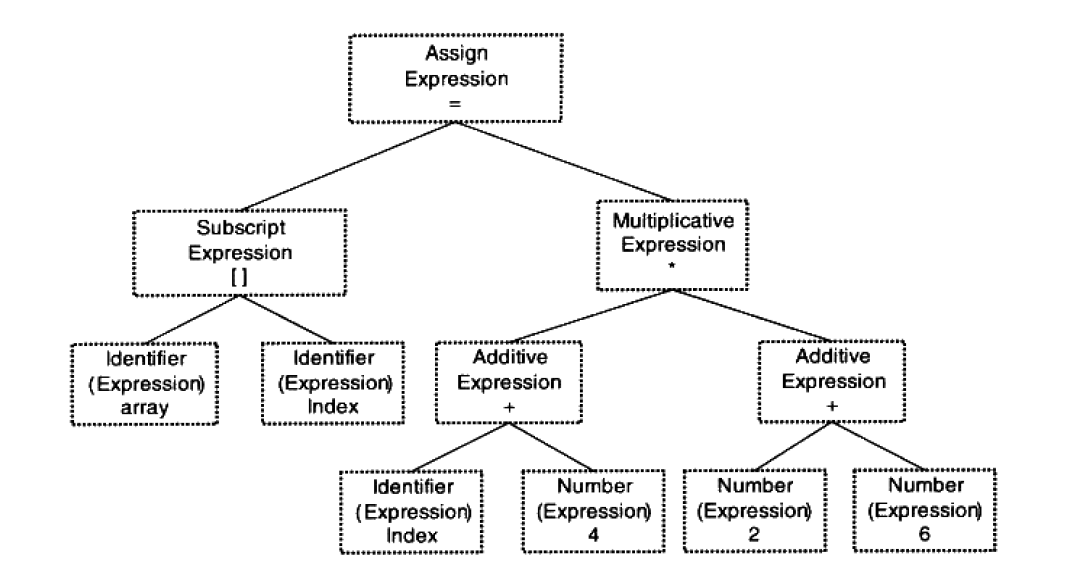 Assign
Expression
=
Subscript
Expression
[ ]
Multiplicative
Expression
*
Identifier
(Expression)
array
Identifier
(Expression)
Index
Additive
Expression
+
Additive
Expression
+
Identifier
(Expression)
Index
Number
(Expression)
4
Number
(Expression)
2
Number
(Expression)
6